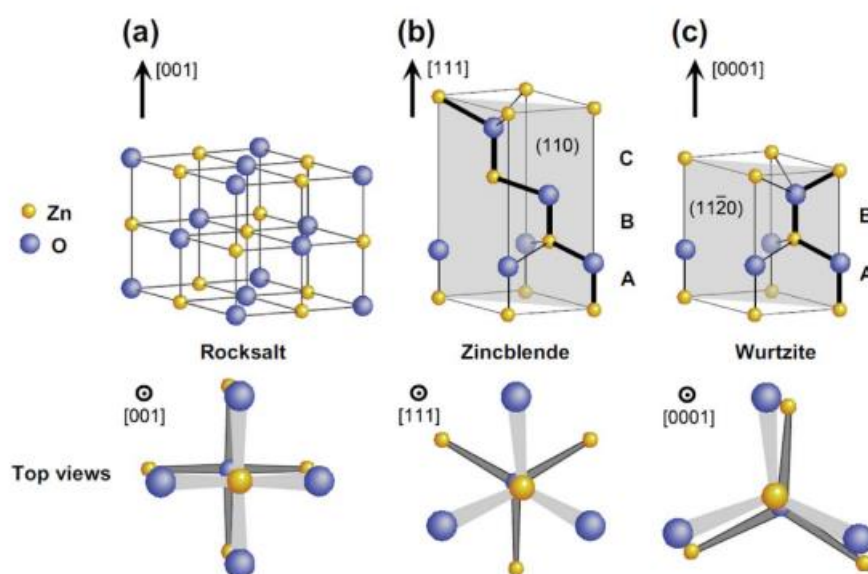 (a)
[001]
Zn
O
Rocksalt
(b)
[111]
(110)
C
B
A
Zincblende
(c)
[0001]
(112̄0)
B
A
Wurtzite
Top views
[001]
[111]
[0001]